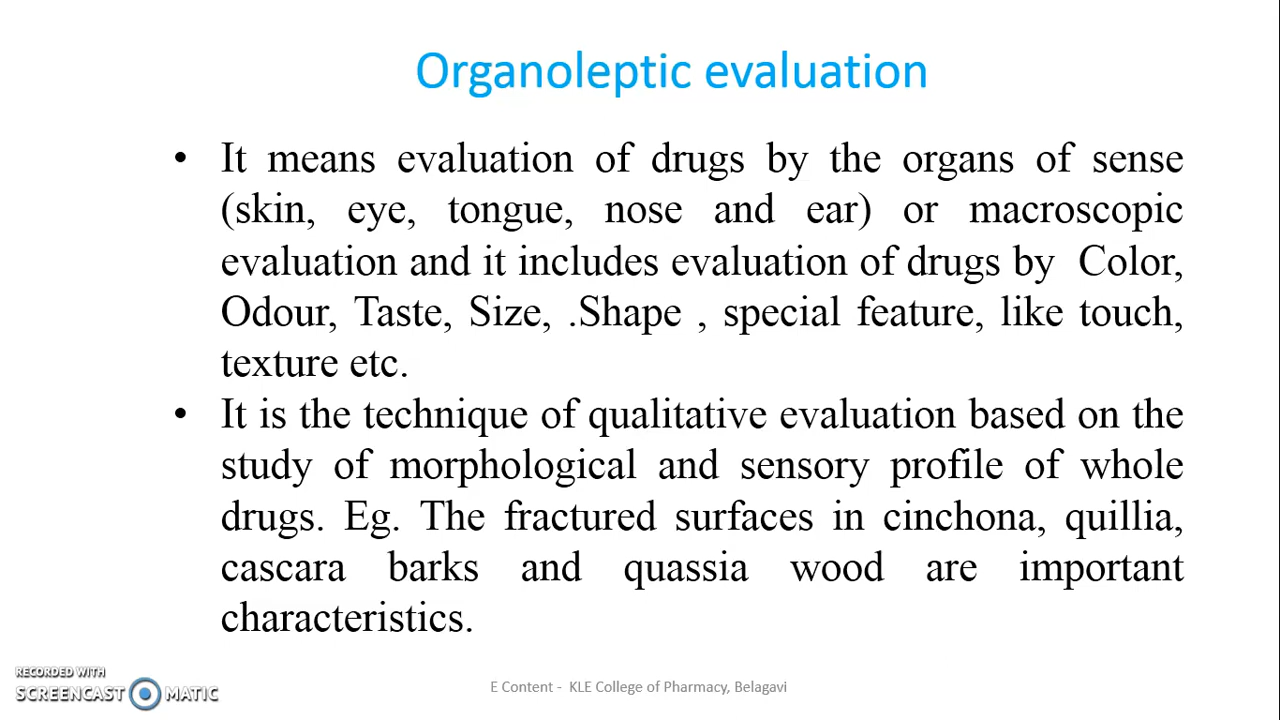 Organoleptic evaluation
• It means evaluation of drugs by the organs of sense
(skin, eye, tongue, nose and ear) or macroscopic
evaluation and it includes evaluation of drugs by Color,
Odour, Taste, Size, .Shape , special feature, like touch,
texture etc.
• It is the technique of qualitative evaluation based on the
study of morphological and sensory profile of whole
drugs. Eg. The fractured surfaces in cinchona, quillia,
cascara barks and quassia wood are important
characteristics.
RECORDED WITH
SCREENCAST MATIC
E Content - KLE College of Pharmacy, Belagavi